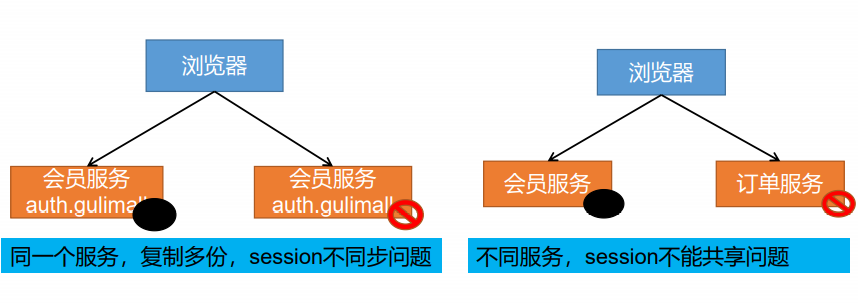 浏览器
会员服务
auth.gulimall
会员服务
auth.gulimall
同一个服务，复制多份，session不同步问题
浏览器
会员服务
订单服务
不同服务，session不能共享问题